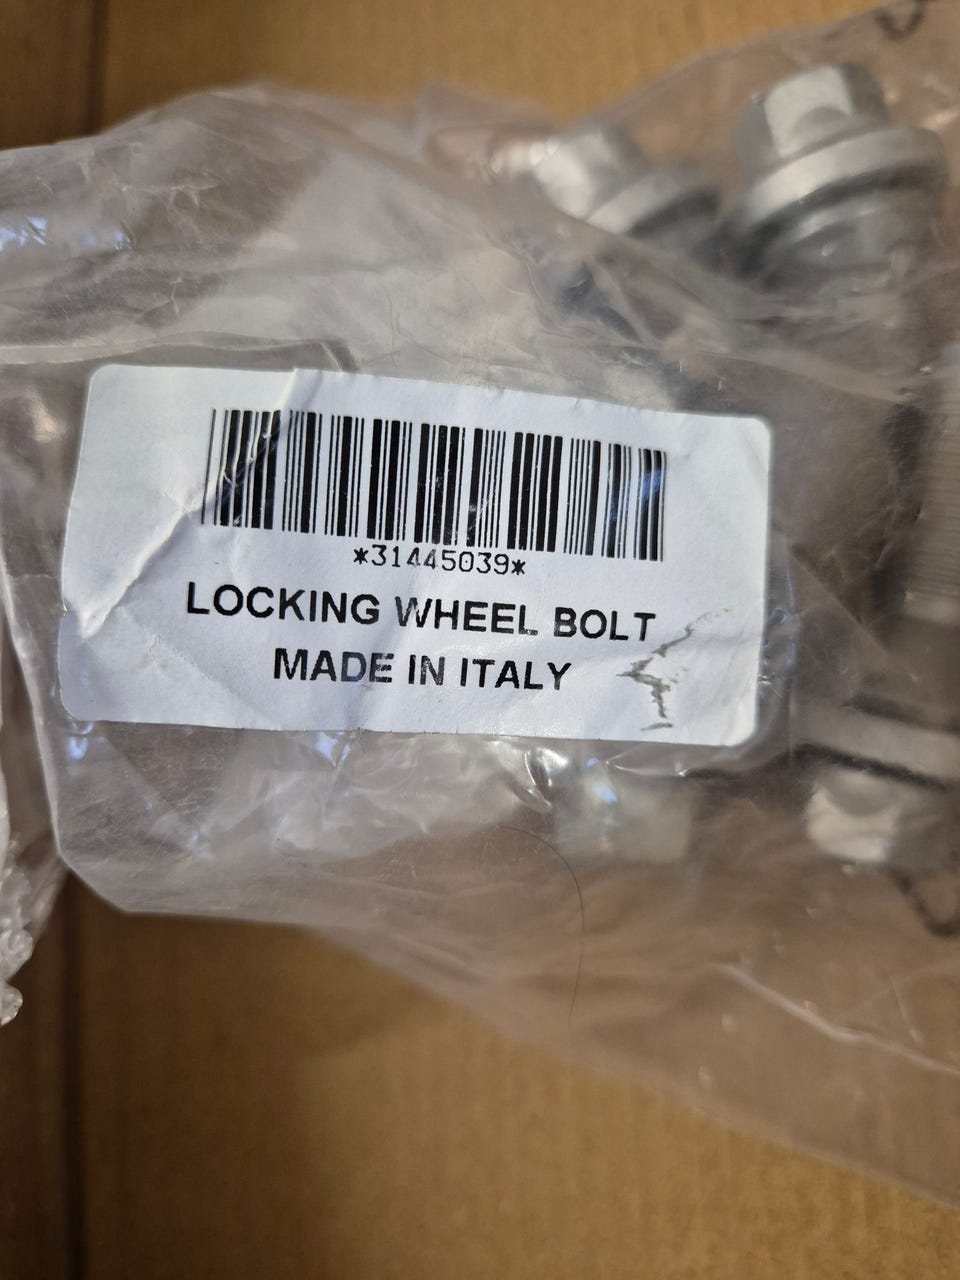 *31445039*
LOCKING WHEEL BOLT
MADE IN ITALY